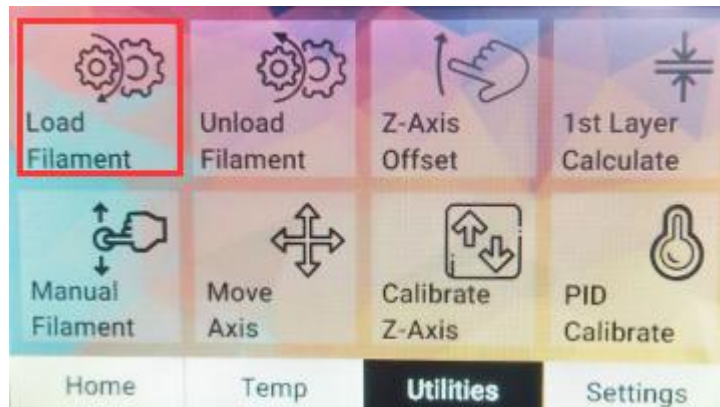 Load
Filament
Unload
Filament
Z-Axis
Offset
1st Layer
Calculate
Manual
Filament
Move
Axis
Calibrate
Z-Axis
PID
Calibrate
Home
Temp
Utilities
Settings